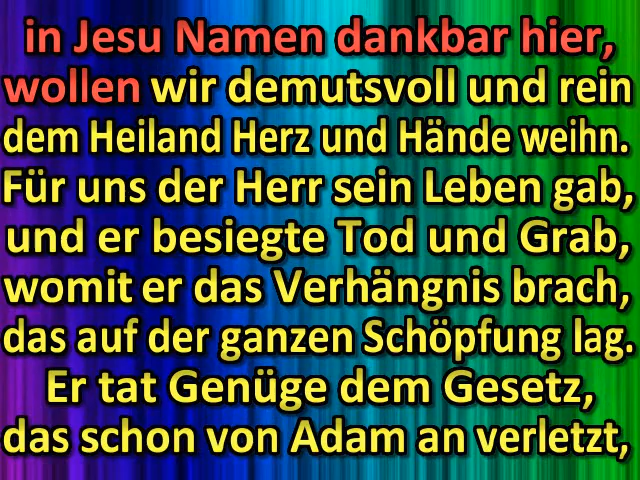 in Jesu Namen dankbar hier,
wollen wir demutsvoll und rein
dem Heiland Herz und Hände weihn.
Für uns der Herr sein Leben gab,
und er besiegte Tod und Grab,
womit er das Verhängnis brach,
das auf der ganzen Schöpfung lag.
Er tat Genüge dem Gesetz,
das schon von Adam an verletzt,